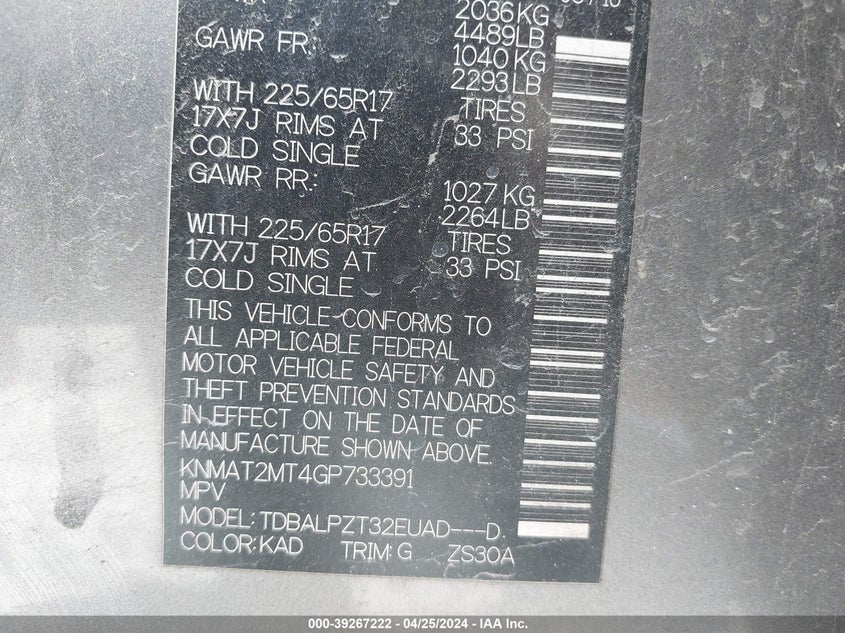 2036KG
4489LB
GAWR FR: 1040KG
2293LB
WITH 225/65R17 TIRES
17X7J RIMS AT 33 PSI
COLD SINGLE
GAWR RR: 1027KG
2264LB
WITH 225/65R17 TIRES
17X7J RIMS AT 33 PSI
COLD SINGLE
THIS VEHICLE CONFORMS TO
ALL APPLICABLE FEDERAL
MOTOR VEHICLE SAFETY AND
THEFT PREVENTION STANDARDS
IN EFFECT ON THE DATE OF
MANUFACTURE SHOWN ABOVE.
KNMAT2MT4GP733391
MPV
MODEL: TDBALPZT32EUAD---D.
COLOR:KAD TRIM:G ZS30A
000-39267222 - 04/25/2024 - IAA Inc.